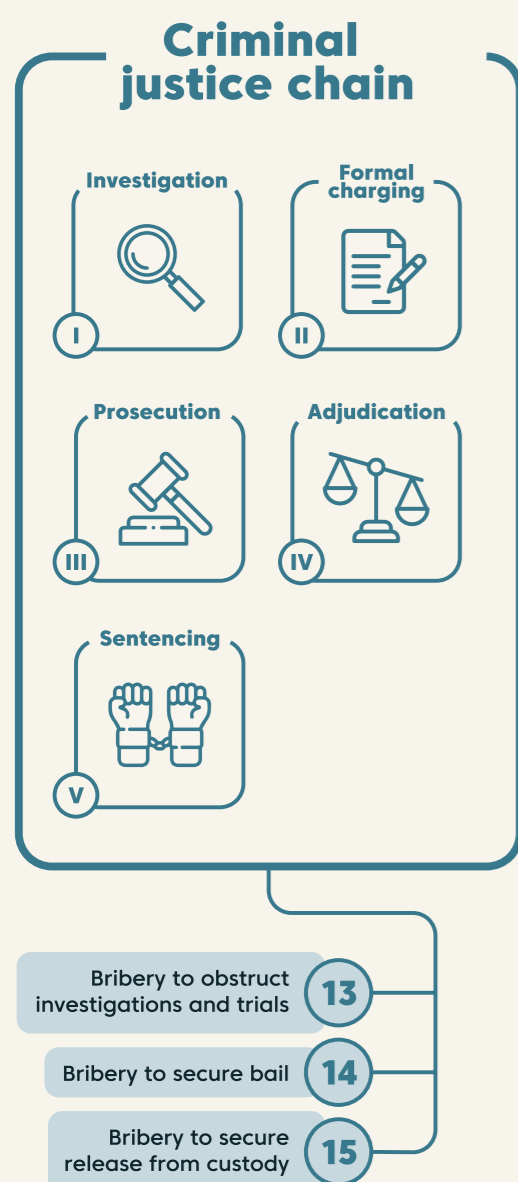 Criminal
justice chain
Investigation
I
Formal
charging
II
Prosecution
III
Adjudication
IV
Sentencing
V
Bribery to obstruct
investigations and trials
13
Bribery to secure bail
14
Bribery to secure
release from custody
15